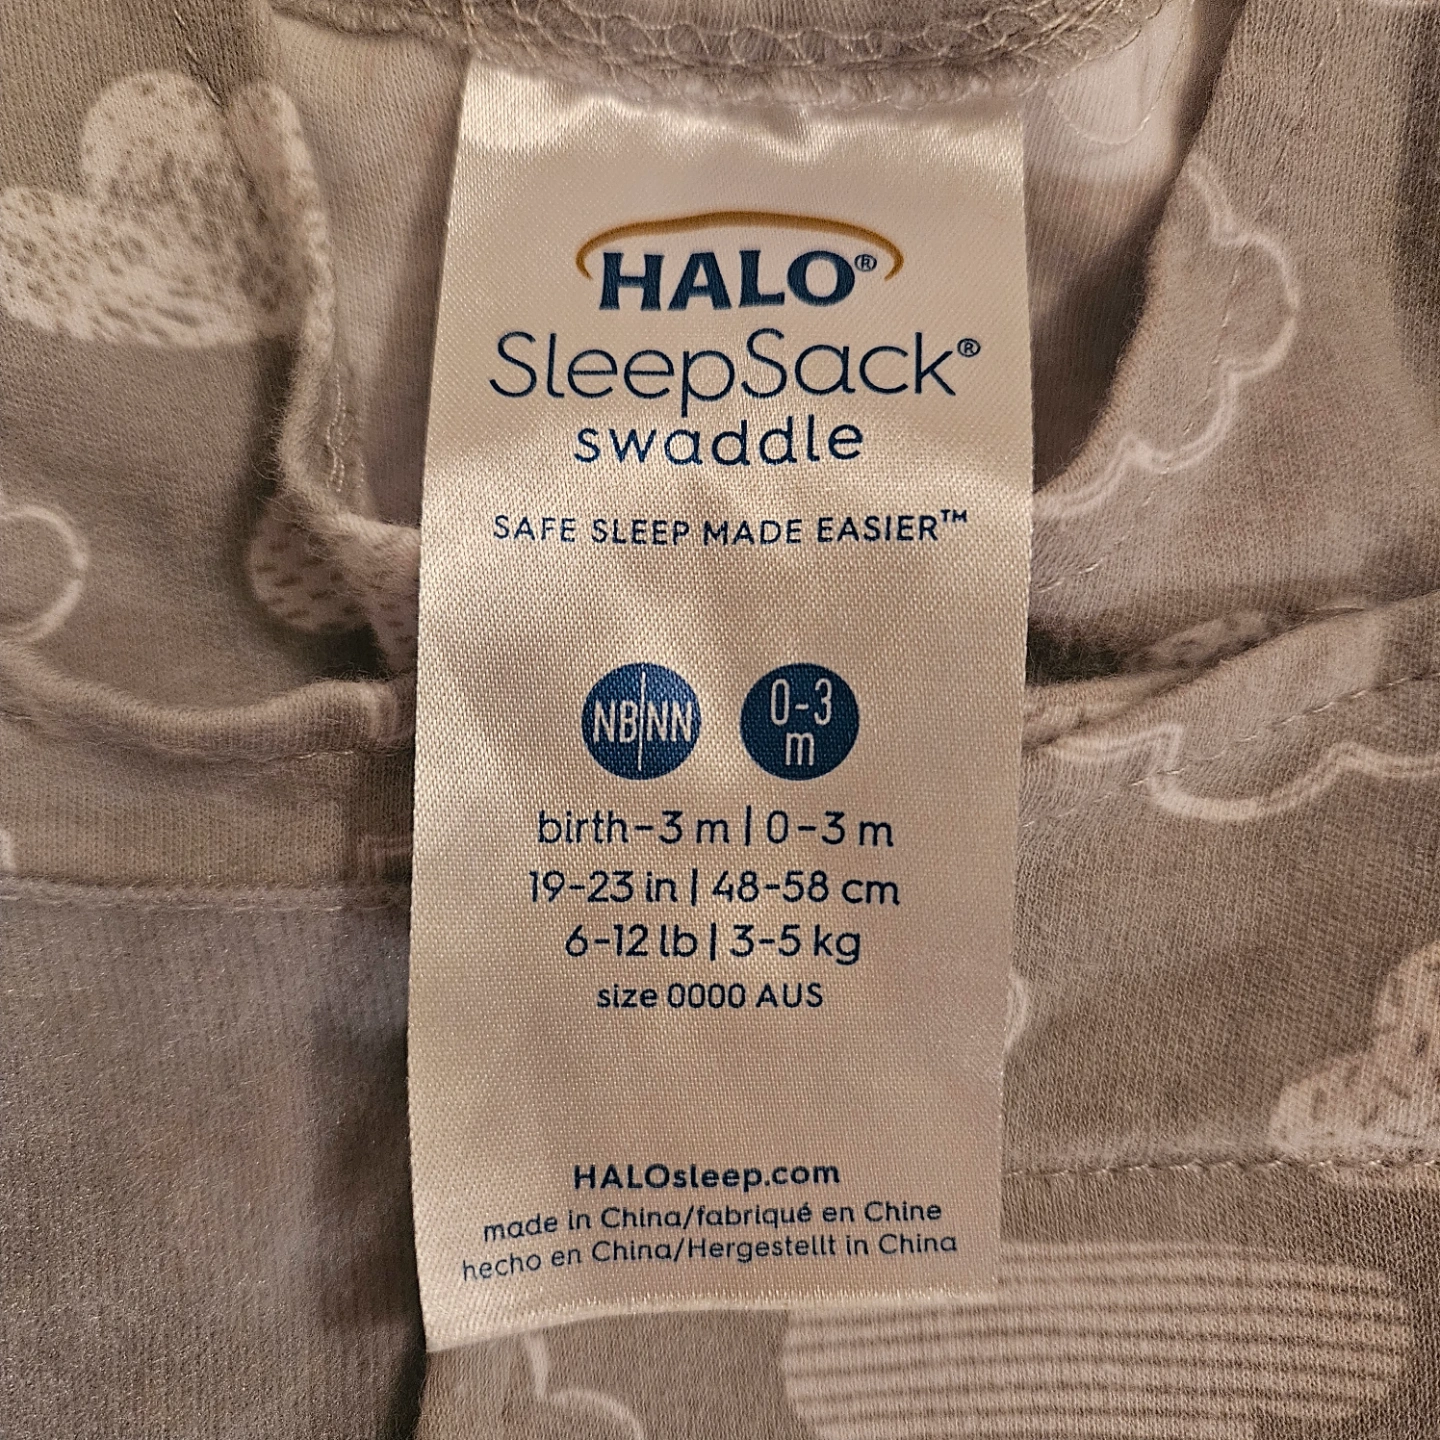 HALO®
SleepSack®
swaddle
SAFE SLEEP MADE EASIER™
NB|NN 0-3 m
birth-3 m | 0-3 m
19-23 in | 48-58 cm
6-12 lb | 3-5 kg
size 0000 AUS
HALOsleep.com
made in China/fabriqué en Chine
hecho en China/Hergestellt in China